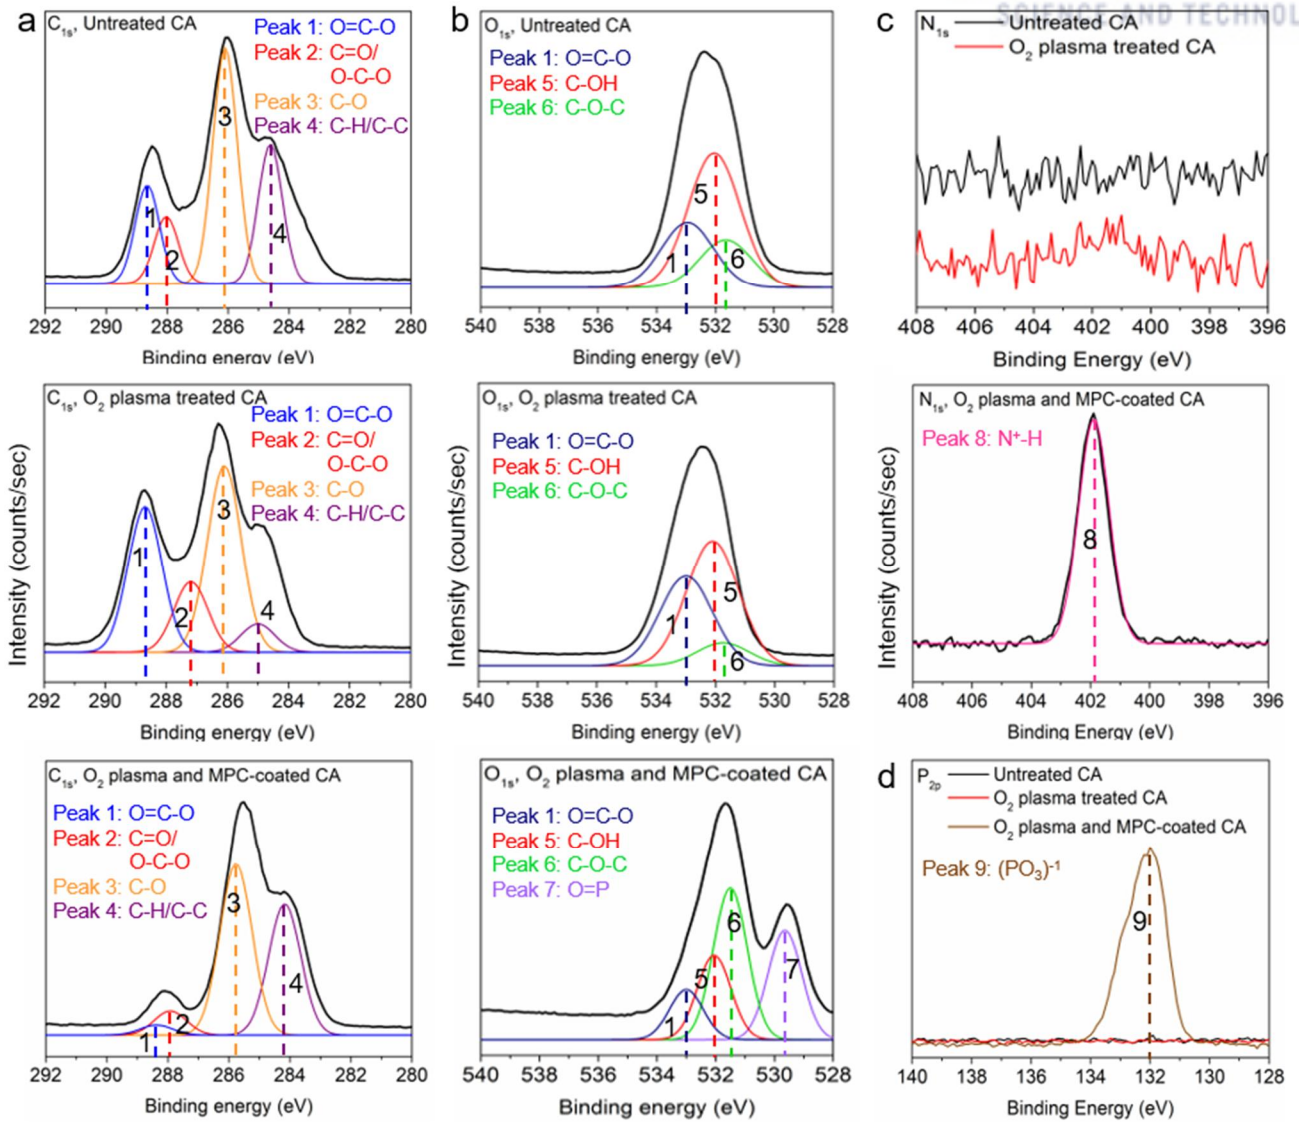 SCIENCE AND TECHNOL
a
C1s, Untreated CA
Peak 1: O=C-O
Peak 2: C=O/
O-C-O
Peak 3: C-O
Peak 4: C-H/C-C
1
2
3
4
292 290 288 286 284 282 280
Binding energy (eV)
b
O1s, Untreated CA
Peak 1: O=C-O
Peak 5: C-OH
Peak 6: C-O-C
5
1
6
540 538 536 534 532 530 528
Binding energy (eV)
c
N1s
Untreated CA
O2 plasma treated CA
408 406 404 402 400 398 396
Binding Energy (eV)
C1s, O2 plasma treated CA
Peak 1: O=C-O
Peak 2: C=O/
O-C-O
Peak 3: C-O
Peak 4: C-H/C-C
1
2
3
4
Intensity (counts/sec)
292 290 288 286 284 282 280
Binding energy (eV)
O1s, O2 plasma treated CA
Peak 1: O=C-O
Peak 5: C-OH
Peak 6: C-O-C
1
5
6
Intensity (counts/sec)
540 538 536 534 532 530 528
Binding energy (eV)
N1s, O2 plasma and MPC-coated CA
Peak 8: N+-H
8
Intensity (counts/sec)
408 406 404 402 400 398 396
Binding Energy (eV)
C1s, O2 plasma and MPC-coated CA
Peak 1: O=C-O
Peak 2: C=O/
O-C-O
Peak 3: C-O
Peak 4: C-H/C-C
1
2
3
4
292 290 288 286 284 282 280
Binding energy (eV)
O1s, O2 plasma and MPC-coated CA
Peak 1: O=C-O
Peak 5: C-OH
Peak 6: C-O-C
Peak 7: O=P
1
5
6
7
540 538 536 534 532 530 528
Binding energy (eV)
d
P2p
Untreated CA
O2 plasma treated CA
O2 plasma and MPC-coated CA
Peak 9: (PO3)-1
9
140 138 136 134 132 130 128
Binding Energy (eV)